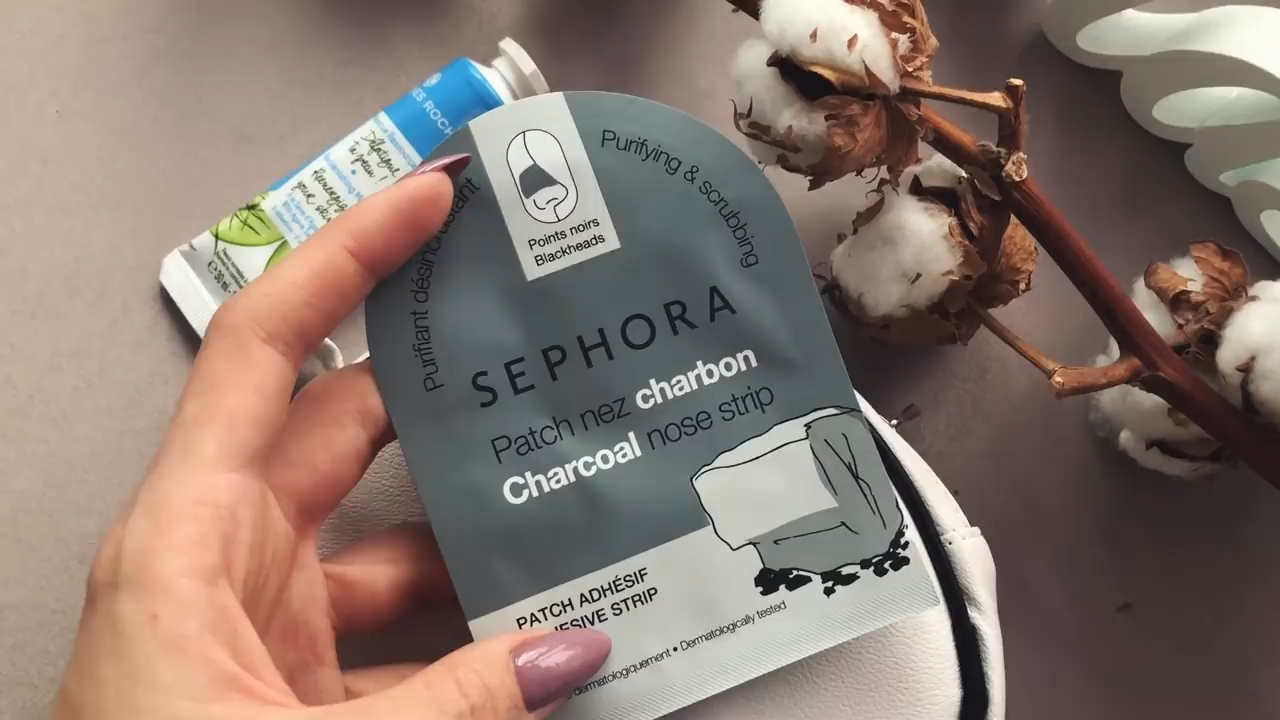 Points noirs
Blackheads
Purifiant désincrustant
Purifying & scrubbing
SEPHORA
Patch nez charbon
Charcoal nose strip
PATCH ADHÉSIF
STRIP
dermatologiquement • Dermatologically tested